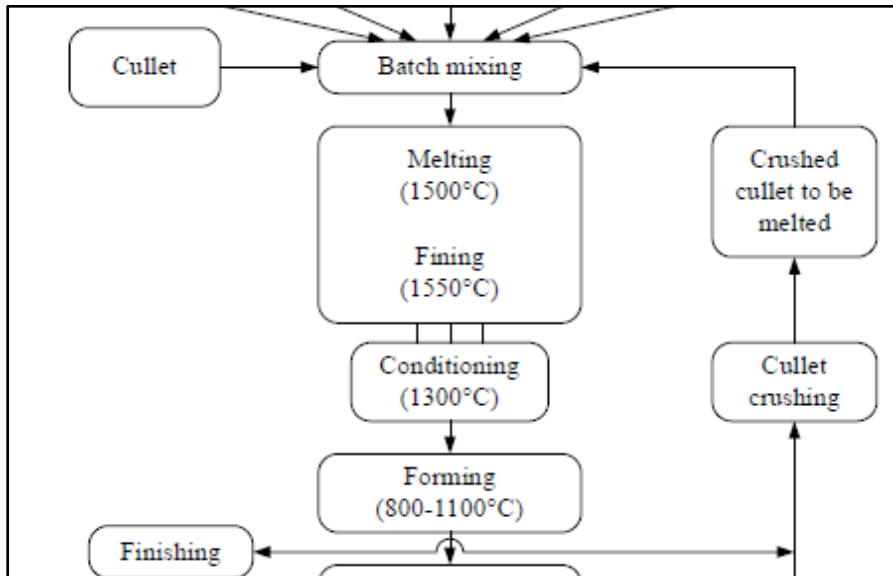 Cullet
Batch mixing
Melting
(1500°C)
Fining
(1550°C)
Crushed
cullet to be
melted
Conditioning
(1300°C)
Cullet
crushing
Forming
(800-1100°C)
Finishing